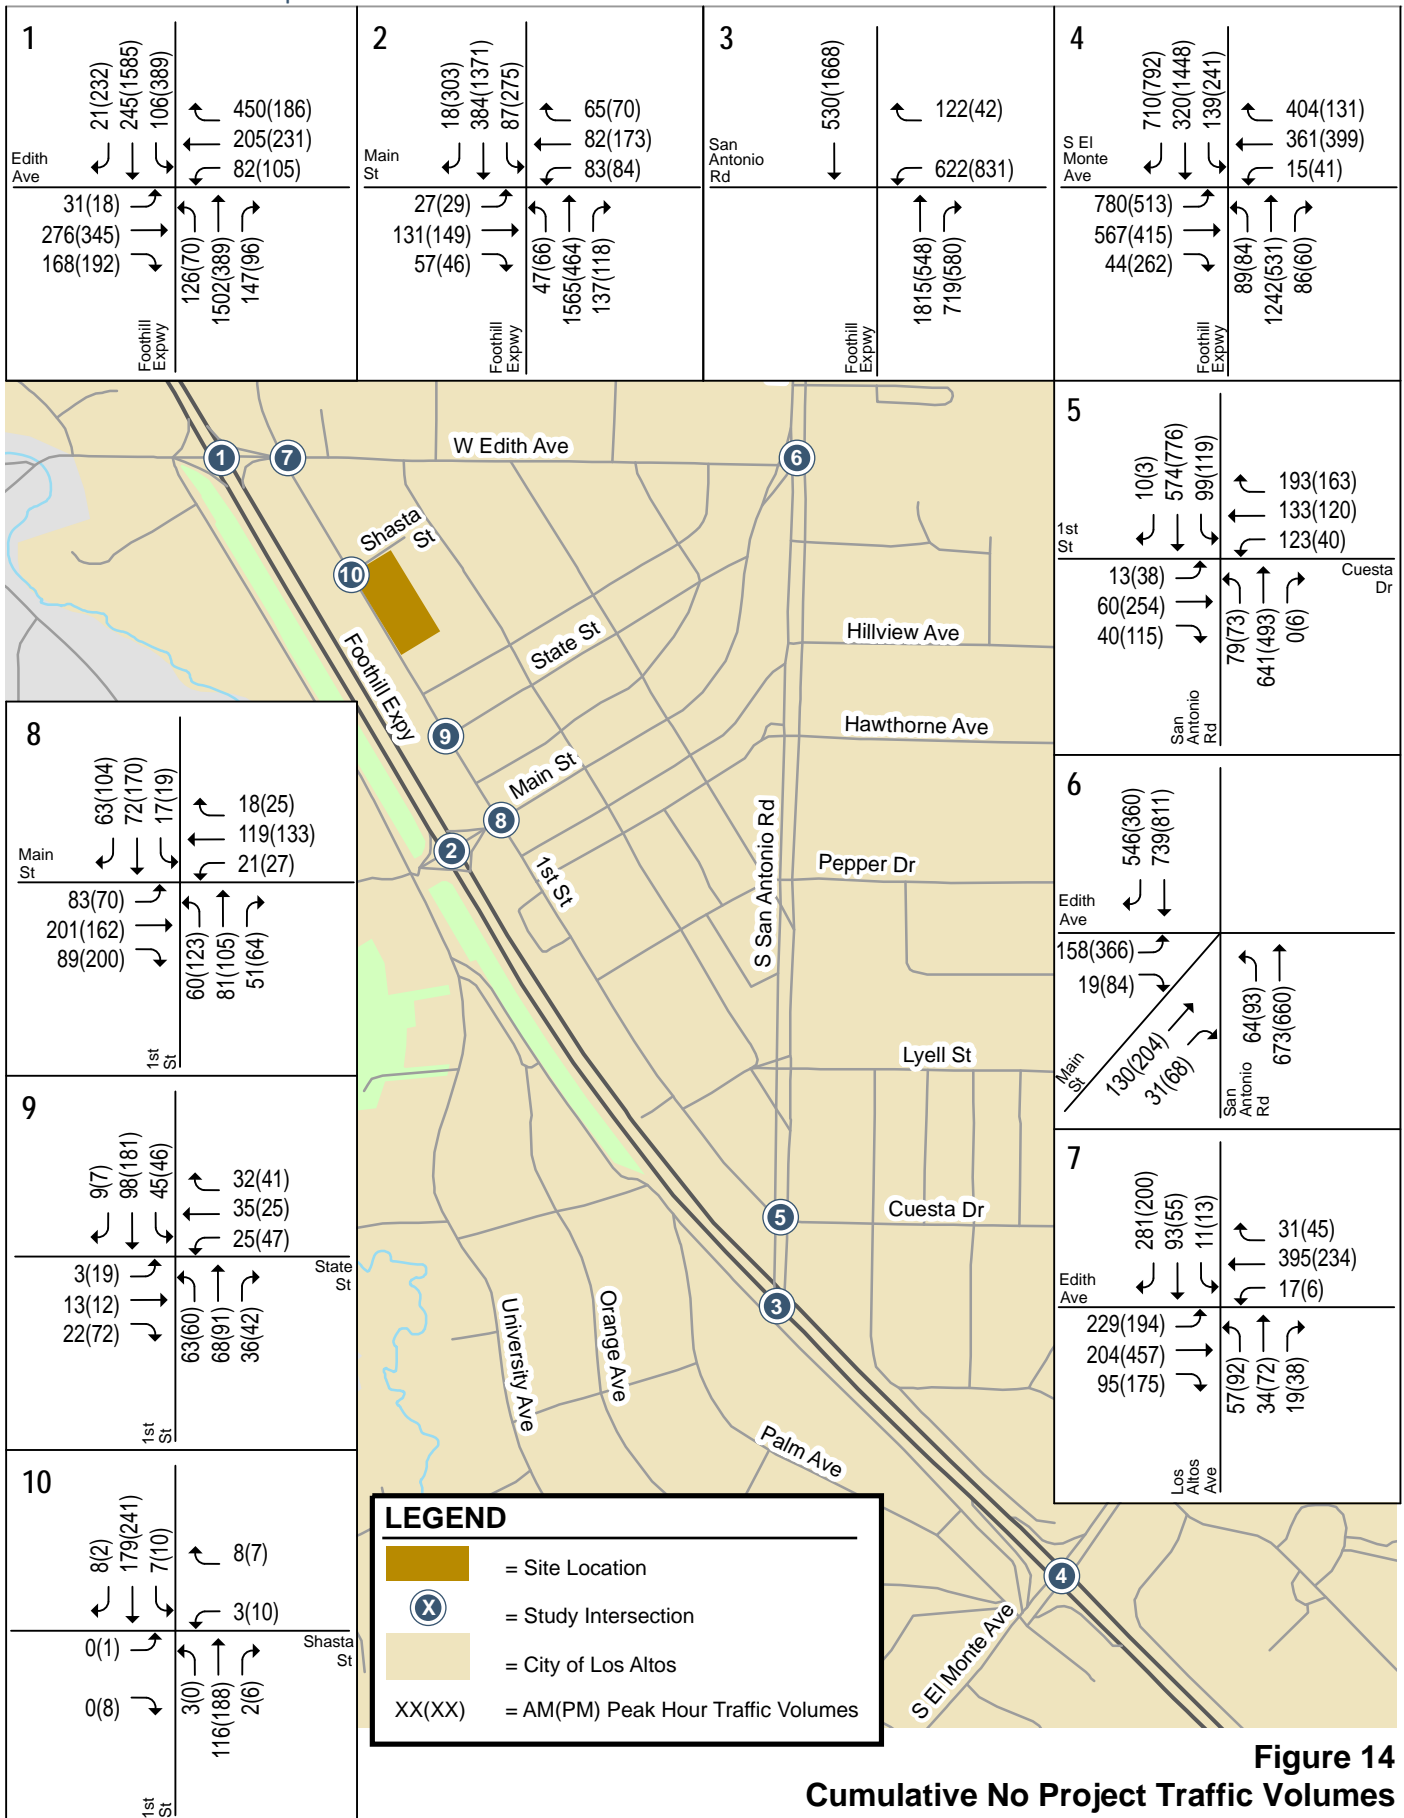 1
21(232)
245(1585)
106(389)
450(186)
205(231)
82(105)
Edith
Ave
31(18)
276(345)
168(192)
126(70)
1502(389)
147(96)
Foothill
Expwy
2
18(303)
384(1371)
87(275)
65(70)
82(173)
83(84)
Main
St
27(29)
131(149)
57(46)
47(66)
1565(464)
137(118)
Foothill
Expwy
3
530(1668)
122(42)
622(831)
San
Antonio
Rd
1815(548)
719(580)
Foothill
Expwy
4
710(792)
320(1448)
139(241)
404(131)
361(399)
15(41)
S El
Monte
Ave
780(513)
567(415)
44(262)
89(84)
1242(531)
86(60)
Foothill
Expwy
5
10(3)
574(776)
99(119)
193(163)
133(120)
123(40)
1st
St
Cuesta
Dr
13(38)
60(254)
40(115)
79(73)
641(493)
0(6)
San
Antonio
Rd
6
546(360)
739(811)
Edith
Ave
158(366)
19(84)
Main
St
130(204)
31(68)
64(93)
673(660)
San
Antonio
Rd
7
281(200)
93(55)
11(13)
31(45)
395(234)
17(6)
Edith
Ave
229(194)
204(457)
95(175)
57(92)
34(72)
19(38)
Los
Altos
Ave
8
63(104)
72(170)
17(19)
18(25)
119(133)
21(27)
Main
St
83(70)
201(162)
89(200)
60(123)
81(105)
51(64)
1st
St
9
9(7)
98(181)
45(46)
32(41)
35(25)
25(47)
State
St
3(19)
13(12)
22(72)
63(60)
68(91)
36(42)
1st
St
10
8(2)
179(241)
7(10)
8(7)
3(10)
Shasta
St
0(1)
0(8)
3(0)
116(188)
2(6)
1st
St
1
7
W Edith Ave
6
Shasta
St
10
State St
Hillview Ave
Foothill Expy
9
Hawthorne Ave
Main St
8
2
1st St
S San Antonio Rd
Pepper Dr
Lyell St
5
Cuesta Dr
3
University Ave
Orange Ave
Palm Ave
4
S El Monte Ave
LEGEND
= Site Location
X
= Study Intersection
= City of Los Altos
XX(XX)
= AM(PM) Peak Hour Traffic Volumes
Figure 14
Cumulative No Project Traffic Volumes